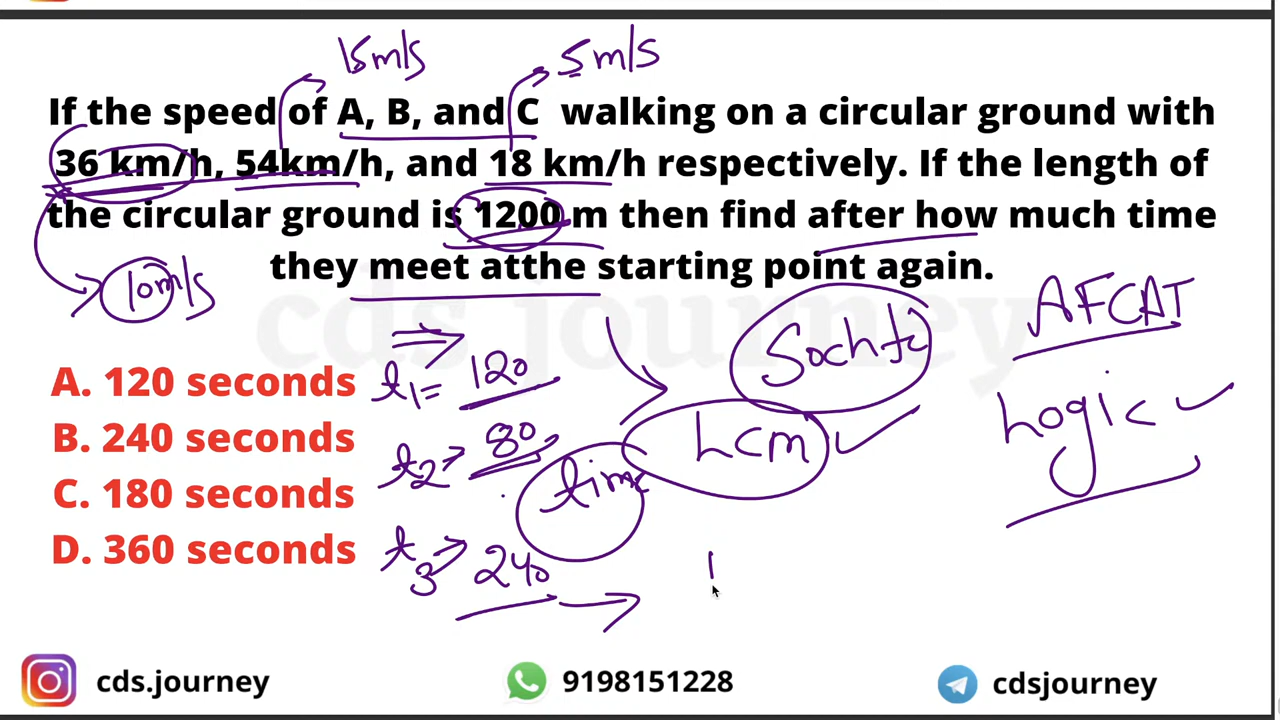 15m/s
5m/s
If the speed of A, B, and C walking on a circular ground with
36 km/h, 54km/h, and 18 km/h respectively. If the length of
the circular ground is 1200 m then find after how much time
they meet atthe starting point again.
10m/s
cds journey
AFCAT
Sochte
Logic
LCM
time
A. 120 seconds
t1= 120
B. 240 seconds
t2 → 80
C. 180 seconds
D. 360 seconds
t3 → 240
cds.journey
9198151228
cdsjourney